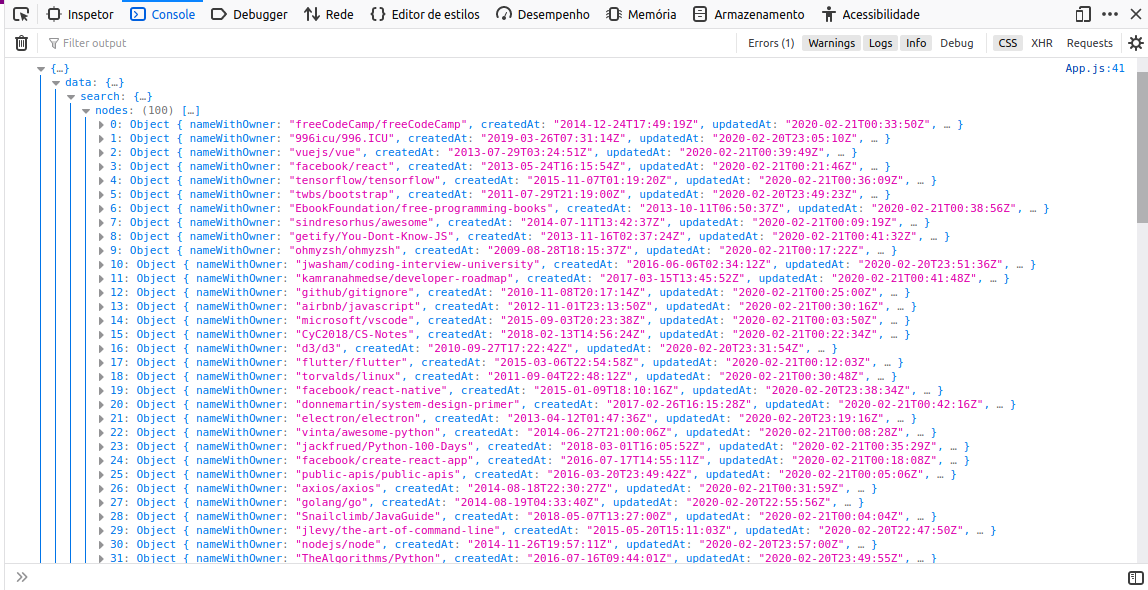 Inspetor Console Debugger Rede Editor de estilos Desempenho Memória Armazenamento Acessibilidade
Filter output Errors (1) Warnings Logs Info Debug CSS XHR Requests
{…} App.js:41
data: {…}
search: {…}
nodes: (100) […]
0: Object { nameWithOwner: "freeCodeCamp/freeCodeCamp", createdAt: "2014-12-24T17:49:19Z", updatedAt: "2020-02-21T00:33:50Z", … }
1: Object { nameWithOwner: "996icu/996.ICU", createdAt: "2019-03-26T07:31:14Z", updatedAt: "2020-02-20T23:05:10Z", … }
2: Object { nameWithOwner: "vuejs/vue", createdAt: "2013-07-29T03:24:51Z", updatedAt: "2020-02-21T00:39:49Z", … }
3: Object { nameWithOwner: "facebook/react", createdAt: "2013-05-24T16:15:54Z", updatedAt: "2020-02-21T00:21:46Z", … }
4: Object { nameWithOwner: "tensorflow/tensorflow", createdAt: "2015-11-07T01:19:20Z", updatedAt: "2020-02-21T00:36:09Z", … }
5: Object { nameWithOwner: "twbs/bootstrap", createdAt: "2011-07-29T21:19:00Z", updatedAt: "2020-02-20T23:49:23Z", … }
6: Object { nameWithOwner: "EbookFoundation/free-programming-books", createdAt: "2013-10-11T06:50:37Z", updatedAt: "2020-02-21T00:38:56Z", … }
7: Object { nameWithOwner: "sindresorhus/awesome", createdAt: "2014-07-11T13:42:37Z", updatedAt: "2020-02-21T00:09:19Z", … }
8: Object { nameWithOwner: "getify/You-Dont-Know-JS", createdAt: "2013-11-16T02:37:24Z", updatedAt: "2020-02-21T00:41:32Z", … }
9: Object { nameWithOwner: "ohmyzsh/ohmyzsh", createdAt: "2009-08-28T18:15:37Z", updatedAt: "2020-02-21T00:17:22Z", … }
10: Object { nameWithOwner: "jwasham/coding-interview-university", createdAt: "2016-06-06T02:34:12Z", updatedAt: "2020-02-20T23:51:36Z", … }
11: Object { nameWithOwner: "kamranahmedse/developer-roadmap", createdAt: "2017-03-15T13:45:52Z", updatedAt: "2020-02-21T00:41:48Z", … }
12: Object { nameWithOwner: "github/gitignore", createdAt: "2010-11-08T20:17:14Z", updatedAt: "2020-02-21T00:25:00Z", … }
13: Object { nameWithOwner: "airbnb/javascript", createdAt: "2012-11-01T23:13:50Z", updatedAt: "2020-02-21T00:30:16Z", … }
14: Object { nameWithOwner: "microsoft/vscode", createdAt: "2015-09-03T20:23:38Z", updatedAt: "2020-02-21T00:03:50Z", … }
15: Object { nameWithOwner: "CyC2018/CS-Notes", createdAt: "2018-02-13T14:56:24Z", updatedAt: "2020-02-21T00:22:34Z", … }
16: Object { nameWithOwner: "d3/d3", createdAt: "2010-09-27T17:22:42Z", updatedAt: "2020-02-20T23:31:54Z", … }
17: Object { nameWithOwner: "flutter/flutter", createdAt: "2015-03-06T22:54:58Z", updatedAt: "2020-02-21T00:12:03Z", … }
18: Object { nameWithOwner: "torvalds/linux", createdAt: "2011-09-04T22:48:12Z", updatedAt: "2020-02-21T00:30:48Z", … }
19: Object { nameWithOwner: "facebook/react-native", createdAt: "2015-01-09T18:10:16Z", updatedAt: "2020-02-20T23:38:34Z", … }
20: Object { nameWithOwner: "donnemartin/system-design-primer", createdAt: "2017-02-26T16:15:28Z", updatedAt: "2020-02-21T00:42:16Z", … }
21: Object { nameWithOwner: "electron/electron", createdAt: "2013-04-12T01:47:36Z", updatedAt: "2020-02-20T23:19:16Z", … }
22: Object { nameWithOwner: "vinta/awesome-python", createdAt: "2014-06-27T21:00:06Z", updatedAt: "2020-02-21T00:08:28Z", … }
23: Object { nameWithOwner: "jackfrued/Python-100-Days", createdAt: "2018-03-01T16:05:52Z", updatedAt: "2020-02-21T00:35:29Z", … }
24: Object { nameWithOwner: "facebook/create-react-app", createdAt: "2016-07-17T14:55:11Z", updatedAt: "2020-02-21T00:18:08Z", … }
25: Object { nameWithOwner: "public-apis/public-apis", createdAt: "2016-03-20T23:49:42Z", updatedAt: "2020-02-21T00:05:06Z", … }
26: Object { nameWithOwner: "axios/axios", createdAt: "2014-08-18T22:30:27Z", updatedAt: "2020-02-21T00:31:59Z", … }
27: Object { nameWithOwner: "golang/go", createdAt: "2014-08-19T04:33:40Z", updatedAt: "2020-02-20T22:55:56Z", … }
28: Object { nameWithOwner: "Snailclimb/JavaGuide", createdAt: "2018-05-07T13:27:00Z", updatedAt: "2020-02-21T00:04:04Z", … }
29: Object { nameWithOwner: "jlevy/the-art-of-command-line", createdAt: "2015-05-20T15:11:03Z", updatedAt: "2020-02-20T22:47:50Z", … }
30: Object { nameWithOwner: "nodejs/node", createdAt: "2014-11-26T19:57:11Z", updatedAt: "2020-02-20T23:57:00Z", … }
31: Object { nameWithOwner: "TheAlgorithms/Python", createdAt: "2016-07-16T09:44:01Z", updatedAt: "2020-02-20T23:49:55Z", … }